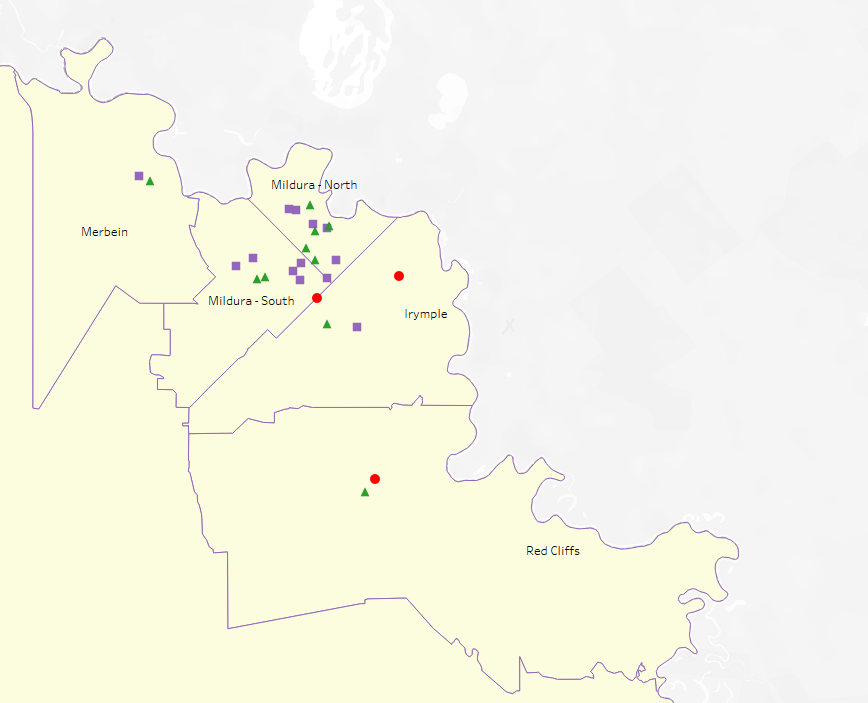 Mildura - North
Merbein
Mildura - South
Irymple
Red Cliffs